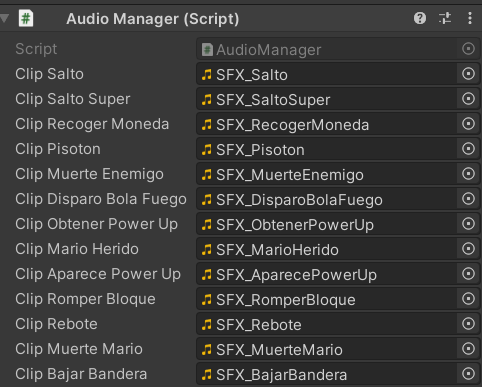 Audio Manager (Script)
Script AudioManager
Clip Salto SFX_Salto
Clip Salto Super SFX_SaltoSuper
Clip Recoger Moneda SFX_RecogerMoneda
Clip Pisoton SFX_Pisoton
Clip Muerte Enemigo SFX_MuerteEnemigo
Clip Disparo Bola Fuego SFX_DisparoBolaFuego
Clip Obtener Power Up SFX_ObtenerPowerUp
Clip Mario Herido SFX_MarioHerido
Clip Aparece Power Up SFX_AparecePowerUp
Clip Romper Bloque SFX_RomperBloque
Clip Rebote SFX_Rebote
Clip Muerte Mario SFX_MuerteMario
Clip Bajar Bandera SFX_BajarBandera